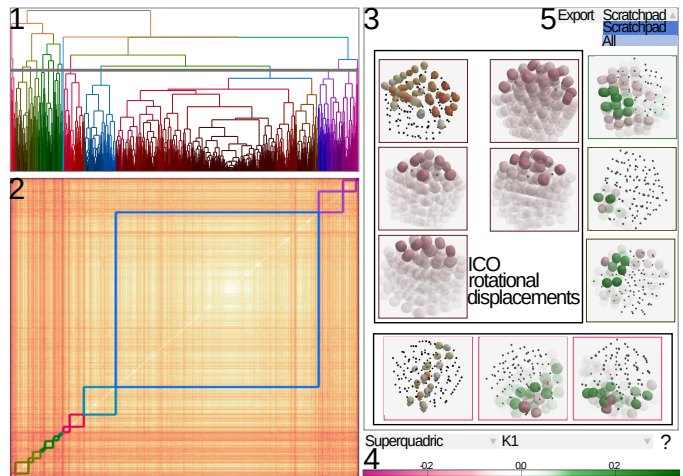 1
2
3
5
Export Scratchpad
Scratchpad
All
ICO
rotational
displacements
Superquadric K1 ?
4
-0.2 0.0 0.2